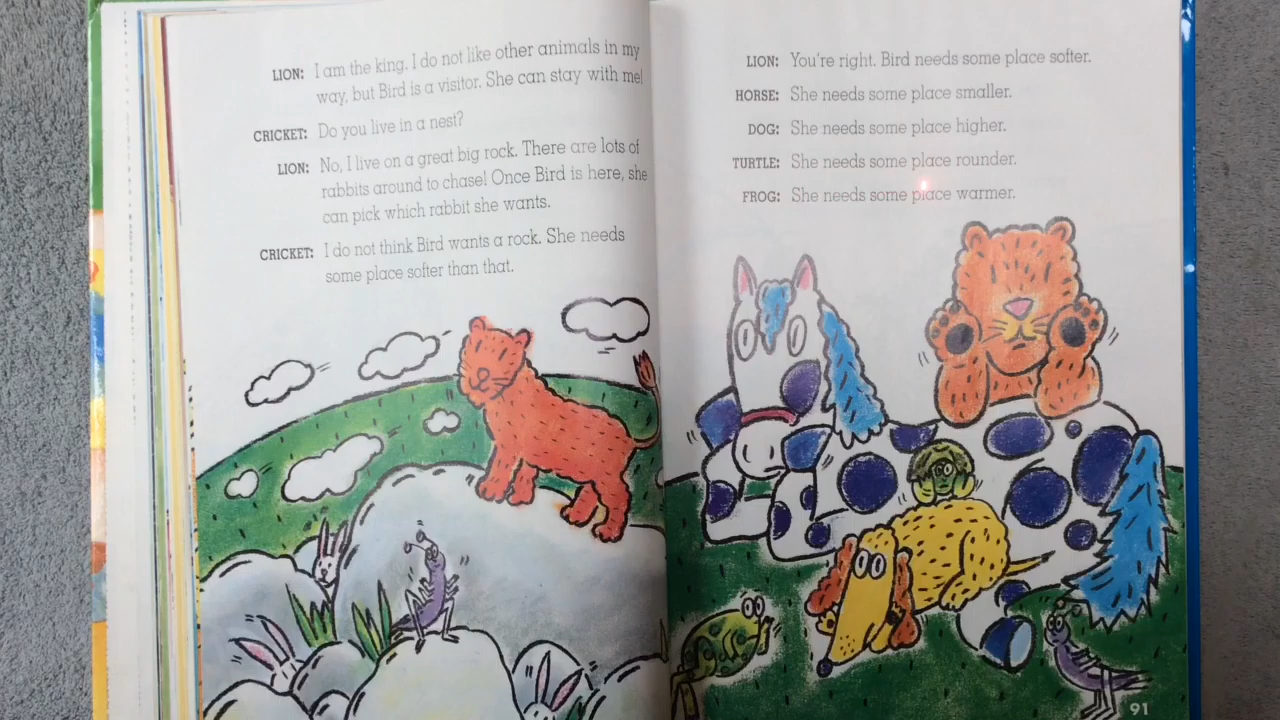 LION: I am the king. I do not like other animals in my
way, but Bird is a visitor. She can stay with me!
CRICKET: Do you live in a nest?
LION: No, I live on a great big rock. There are lots of
rabbits around to chase! Once Bird is here, she
can pick which rabbit she wants.
CRICKET: I do not think Bird wants a rock. She needs
some place softer than that.
LION: You're right. Bird needs some place softer.
HORSE: She needs some place smaller.
DOG: She needs some place higher.
TURTLE: She needs some place rounder.
FROG: She needs some place warmer.
91